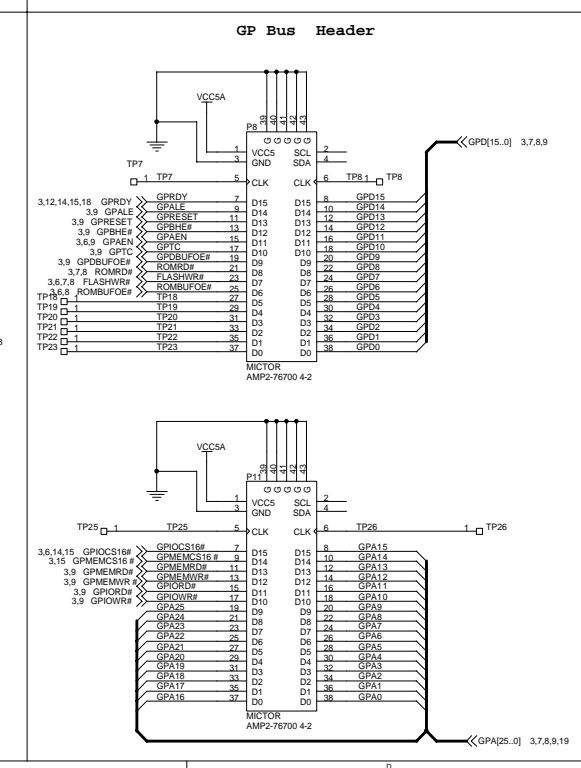 GP Bus Header
39 40 41 42 43
VCC5A
P8
G G G G G
1 VCC5 SCL 2
3 GND SDA 4
GPD[15..0] 3,7,8,9
TP7
1 TP7 5 CLK CLK 6 TP8 1 TP8
3,12,14,15,18 GPRDY GPRDY 7 D15 D15 8 GPD15
3,9 GPALE GPALE 9 D14 D14 10 GPD14
3,9 GPRESET GPRESET 11 D13 D13 12 GPD13
3,9 GPBHE# GPBHE# 13 D12 D12 14 GPD12
3,6,9 GPAEN GPAEN 15 D11 D11 16 GPD11
3,9 GPTC GPTC 17 D10 D10 18 GPD10
3,9 GPDBUFOE# GPDBUFOE# 19 D9 D9 20 GPD9
3,7,8 ROMRD# ROMRD# 21 D8 D8 22 GPD8
3,6,7,8 FLASHWR# FLASHWR# 23 D7 D7 24 GPD7
3,6,8 ROMBUFOE# ROMBUFOE# 25 D6 D6 26 GPD6
TP18 1 TP18 27 D5 D5 28 GPD5
TP19 1 TP19 29 D4 D4 30 GPD4
TP20 1 TP20 31 D3 D3 32 GPD3
TP21 1 TP21 33 D2 D2 34 GPD2
TP22 1 TP22 35 D1 D1 36 GPD1
TP23 1 TP23 37 D0 D0 38 GPD0
MICTOR
AMP2-76700 4-2
39 40 41 42 43
VCC5A
P11
G G G G G
1 VCC5 SCL 2
3 GND SDA 4
TP25 1 TP25 5 CLK CLK 6 TP26 1 TP26
3,6,14,15 GPIOCS16# GPIOCS16# 7 D15 D15 8 GPA15
3,15 GPMEMCS16 # GPMEMCS16 # 9 D14 D14 10 GPA14
3,9 GPMEMRD# GPMEMRD# 11 D13 D13 12 GPA13
3,9 GPMEMWR # GPMEMWR# 13 D12 D12 14 GPA12
3,9 GPIORD# GPIORD# 15 D11 D11 16 GPA11
3,9 GPIOWR# GPIOWR# 17 D10 D10 18 GPA10
GPA25 19 D9 D9 20 GPA9
GPA24 21 D8 D8 22 GPA8
GPA23 23 D7 D7 24 GPA7
GPA22 25 D6 D6 26 GPA6
GPA21 27 D5 D5 28 GPA5
GPA20 29 D4 D4 30 GPA4
GPA19 31 D3 D3 32 GPA3
GPA18 33 D2 D2 34 GPA2
GPA17 35 D1 D1 36 GPA1
GPA16 37 D0 D0 38 GPA0
MICTOR
AMP2-76700 4-2
GPA[25..0] 3,7,8,9,19